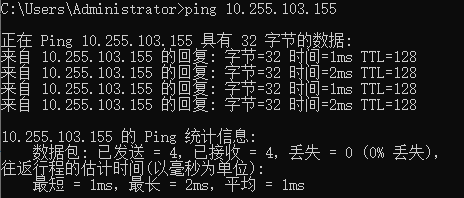 C:\Users\Administrator>ping 10.255.103.155
正在 Ping 10.255.103.155 具有 32 字节的数据:
来自 10.255.103.155 的回复: 字节=32 时间=1ms TTL=128
来自 10.255.103.155 的回复: 字节=32 时间=2ms TTL=128
来自 10.255.103.155 的回复: 字节=32 时间=1ms TTL=128
来自 10.255.103.155 的回复: 字节=32 时间=2ms TTL=128
10.255.103.155 的 Ping 统计信息:
数据包: 已发送 = 4, 已接收 = 4, 丢失 = 0 (0% 丢失),
往返行程的估计时间(以毫秒为单位):
最短 = 1ms, 最长 = 2ms, 平均 = 1ms